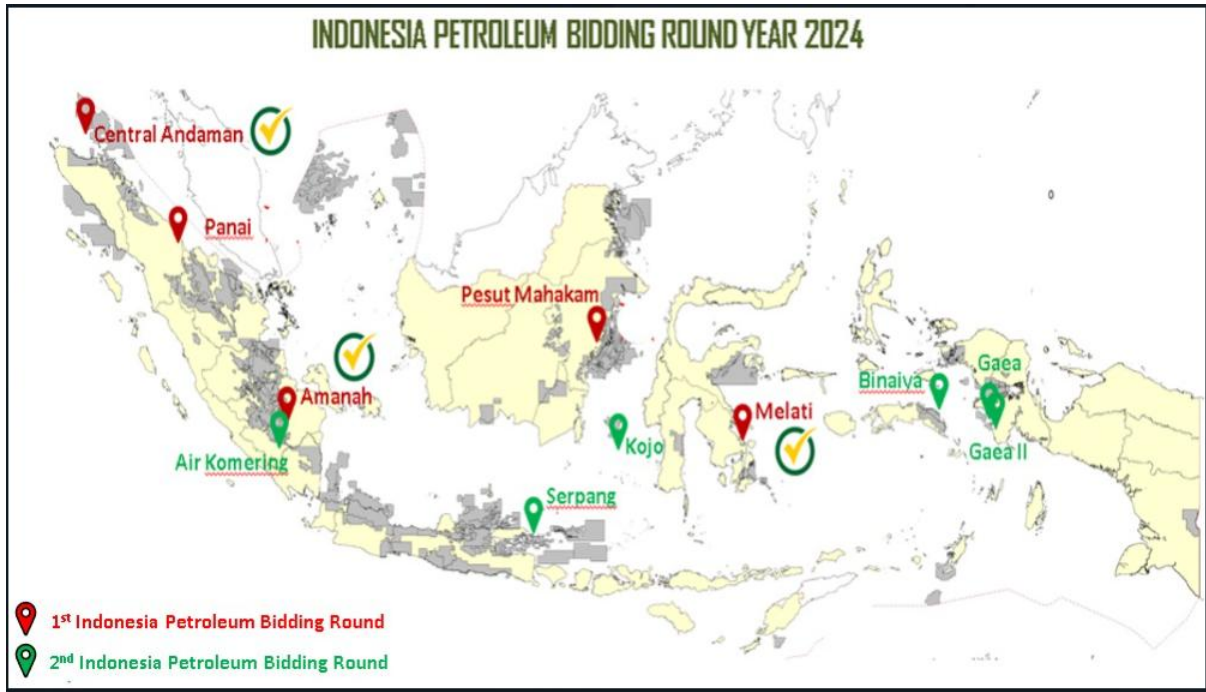 INDONESIA PETROLEUM BIDDING ROUND YEAR 2024
Central Andaman
Panai
Pesut Mahakam
Amanah
Air Komering
Kojo
Melati
Serpang
Binaiya
Gaea
Gaea II
1st Indonesia Petroleum Bidding Round
2nd Indonesia Petroleum Bidding Round